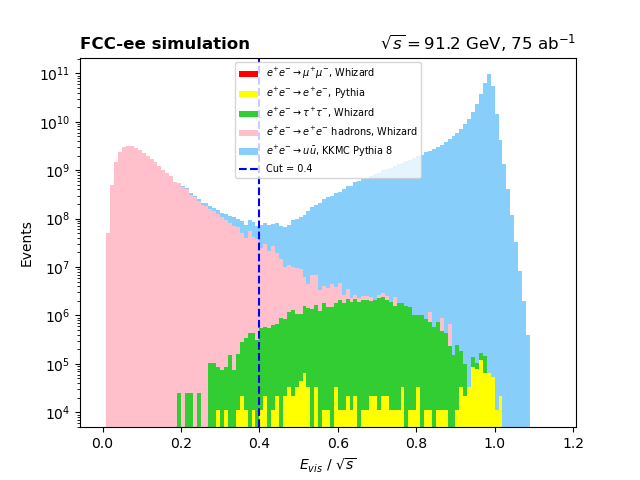 FCC-ee simulation √s = 91.2 GeV, 75 ab⁻¹
e⁺e⁻ → μ⁺μ⁻, Whizard
e⁺e⁻ → e⁺e⁻, Pythia
e⁺e⁻ → τ⁺τ⁻, Whizard
e⁺e⁻ → e⁺e⁻ hadrons, Whizard
e⁺e⁻ → uū, KKMC Pythia 8
Cut = 0.4
Events
10¹¹
10¹⁰
10⁹
10⁸
10⁷
10⁶
10⁵
10⁴
0.0 0.2 0.4 0.6 0.8 1.0 1.2
E_vis / √s